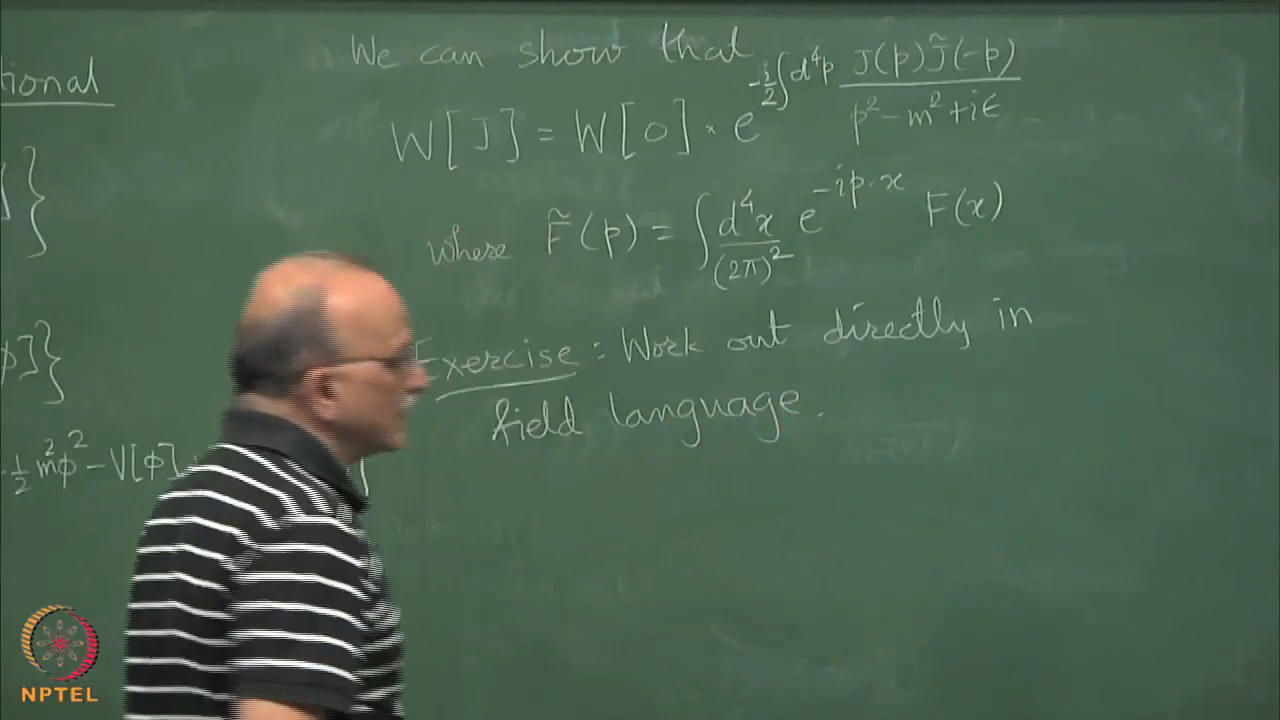 tional
]}
ϕ]}
-½m²ϕ² - V[ϕ]
We can show that
W[J] = W[0] · e^{-i/2 ∫d⁴p J(p)J̃(-p) / (p² - m² + iϵ)}
where F̃(p) = ∫ d⁴x/(2π)² e^{-ip·x} F(x)
Exercise : Work out directly in
field language.
NPTEL